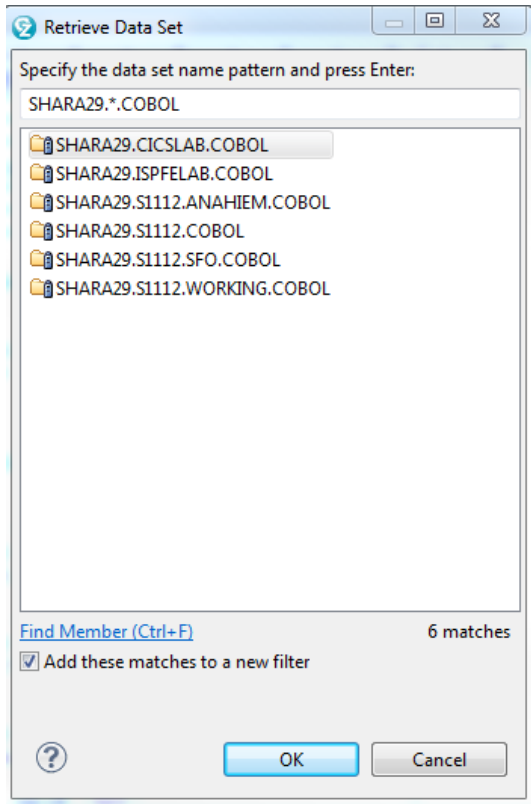 Retrieve Data Set
Specify the data set name pattern and press Enter:
SHARA29.*.COBOL
SHARA29.CICSLAB.COBOL
SHARA29.ISPFELAB.COBOL
SHARA29.S1112.ANAHIEM.COBOL
SHARA29.S1112.COBOL
SHARA29.S1112.SFO.COBOL
SHARA29.S1112.WORKING.COBOL
Find Member (Ctrl+F) 6 matches
Add these matches to a new filter
? OK Cancel